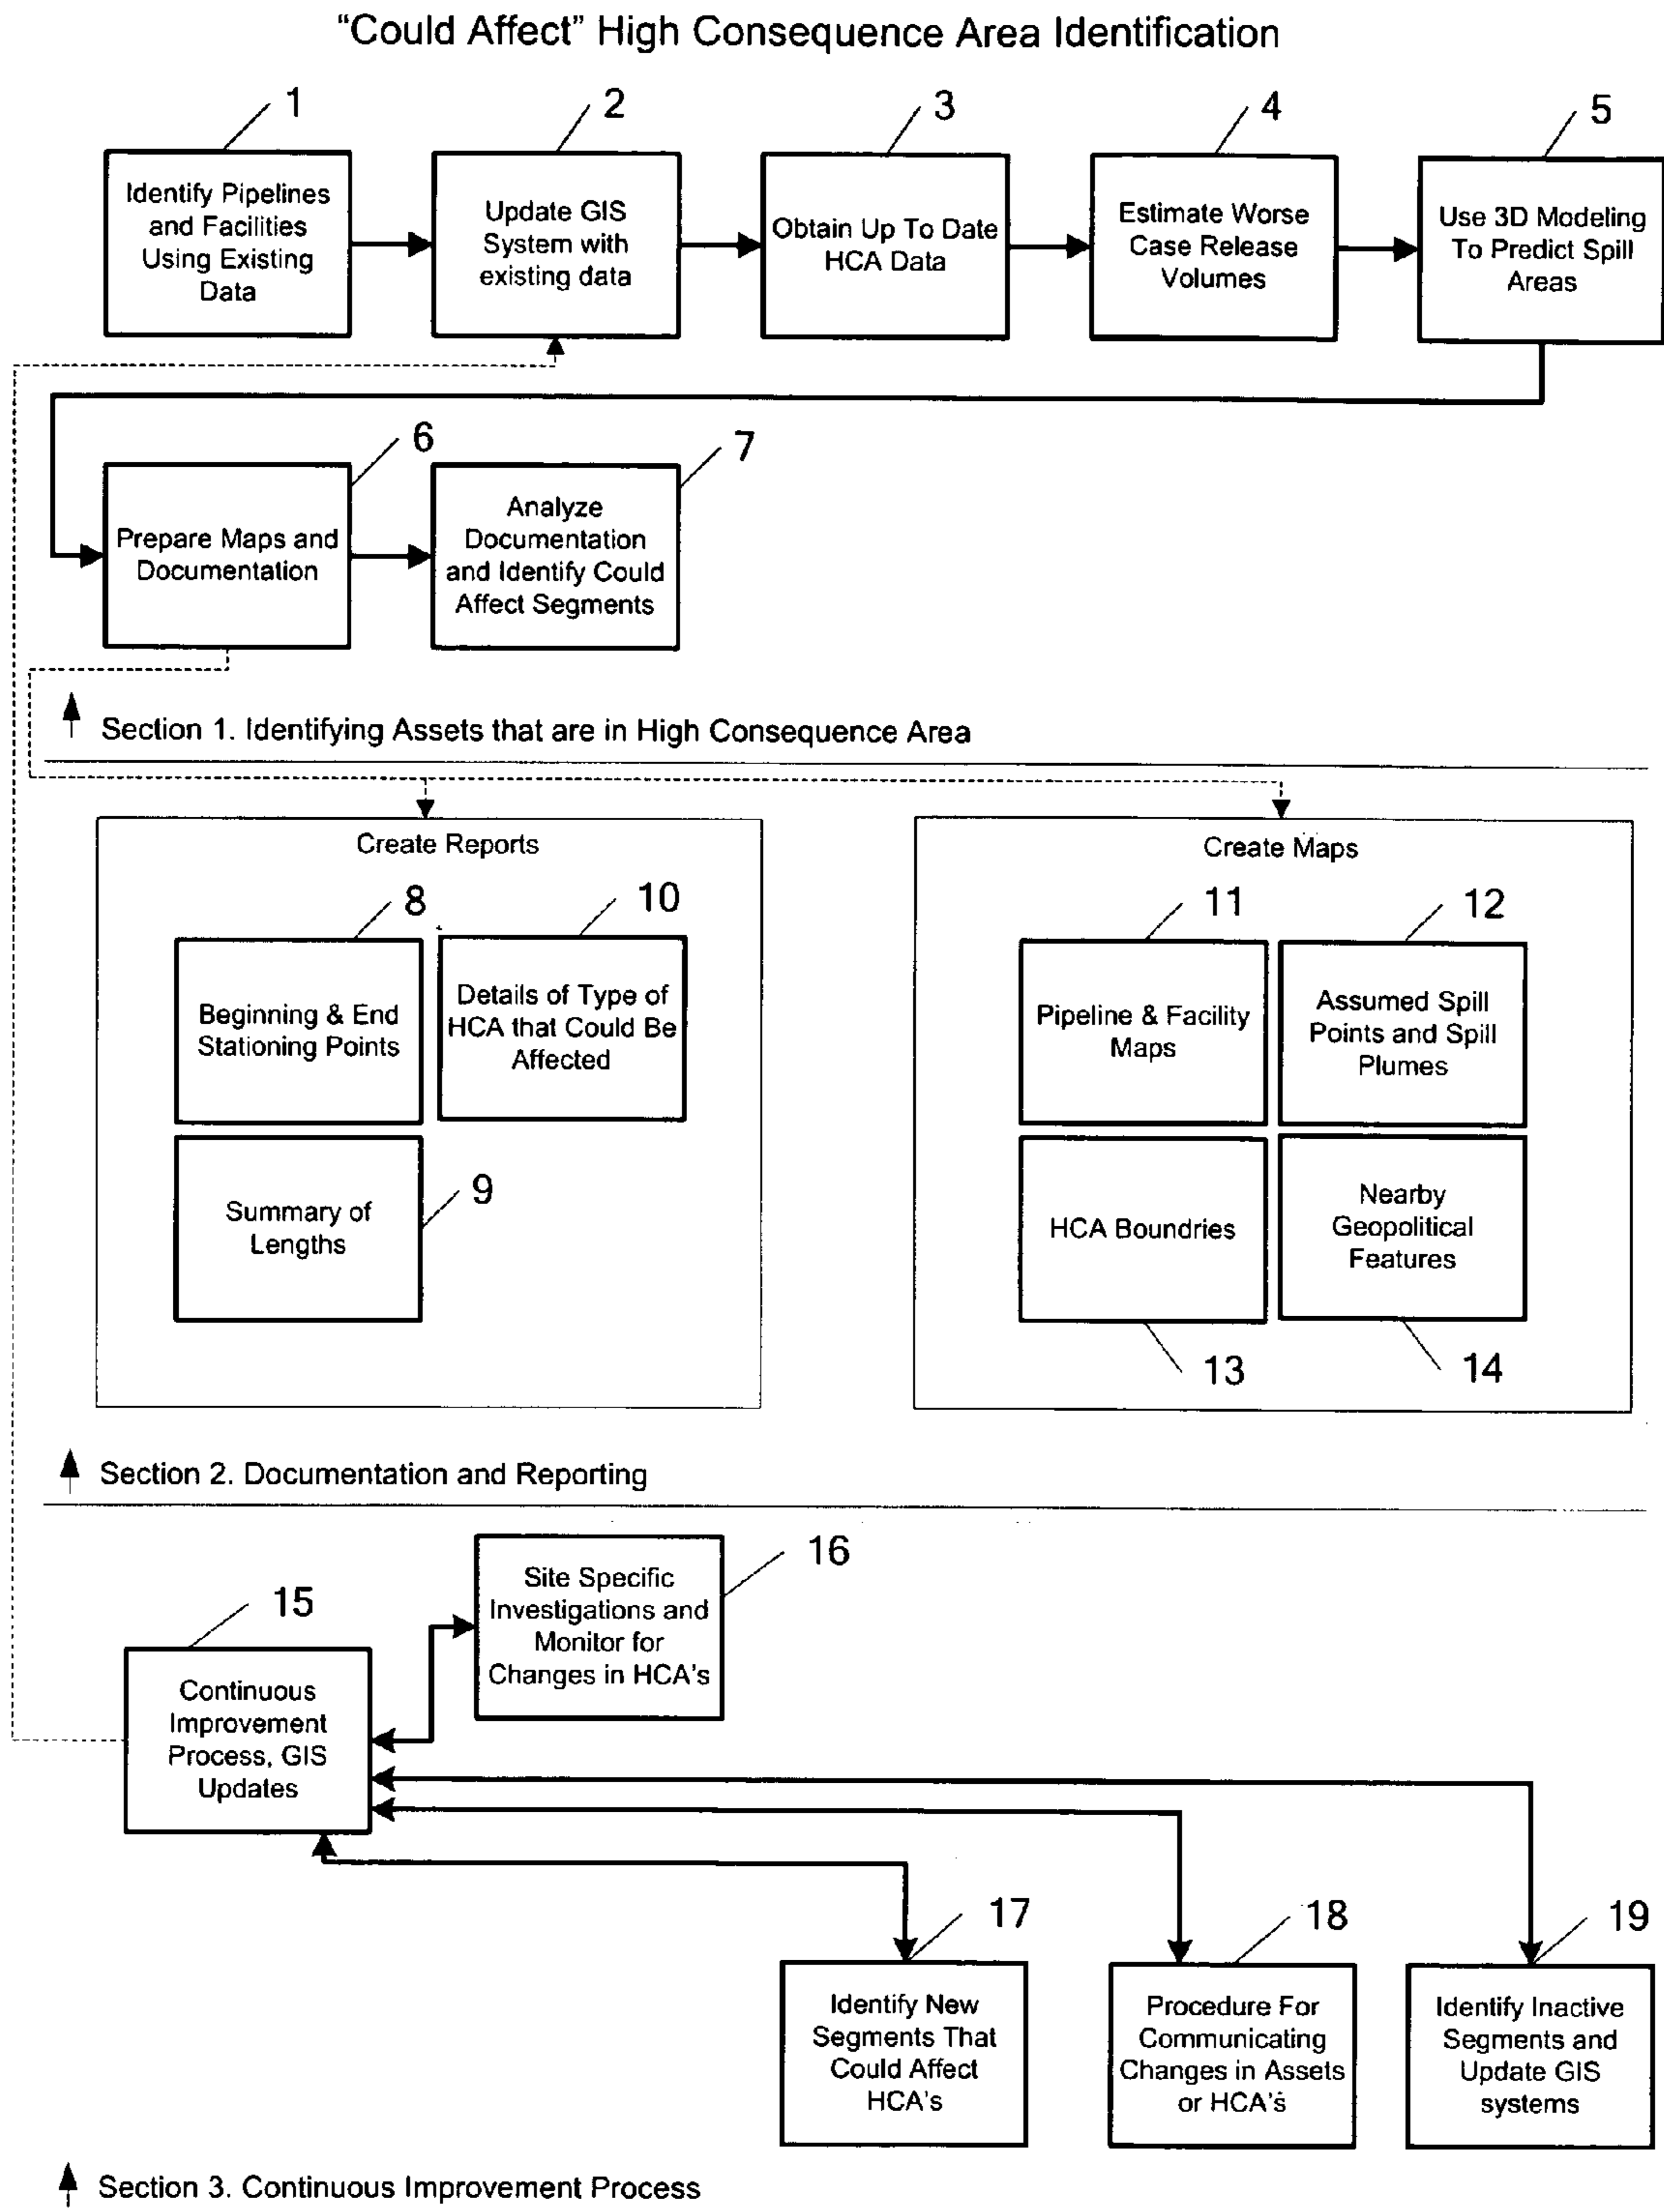 “Could Affect” High Consequence Area Identification
1
2
3
4
5
Identify Pipelines
and Facilities
Using Existing
Data
Update GIS
System with
existing data
Obtain Up To Date
HCA Data
Estimate Worse
Case Release
Volumes
Use 3D Modeling
To Predict Spill
Areas
6
7
Prepare Maps and
Documentation
Analyze
Documentation
and Identify Could
Affect Segments
Section 1. Identifying Assets that are in High Consequence Area
Create Reports
8
10
Beginning & End
Stationing Points
Details of Type of
HCA that Could Be
Affected
9
Summary of
Lengths
Create Maps
11
12
Pipeline & Facility
Maps
Assumed Spill
Points and Spill
Plumes
HCA Boundries
Nearby
Geopolitical
Features
13
14
Section 2. Documentation and Reporting
16
Site Specific
Investigations and
Monitor for
Changes in HCA's
15
Continuous
Improvement
Process, GIS
Updates
17
18
19
Identify New
Segments That
Could Affect
HCA's
Procedure For
Communicating
Changes in Assets
or HCA's
Identify Inactive
Segments and
Update GIS
systems
Section 3. Continuous Improvement Process